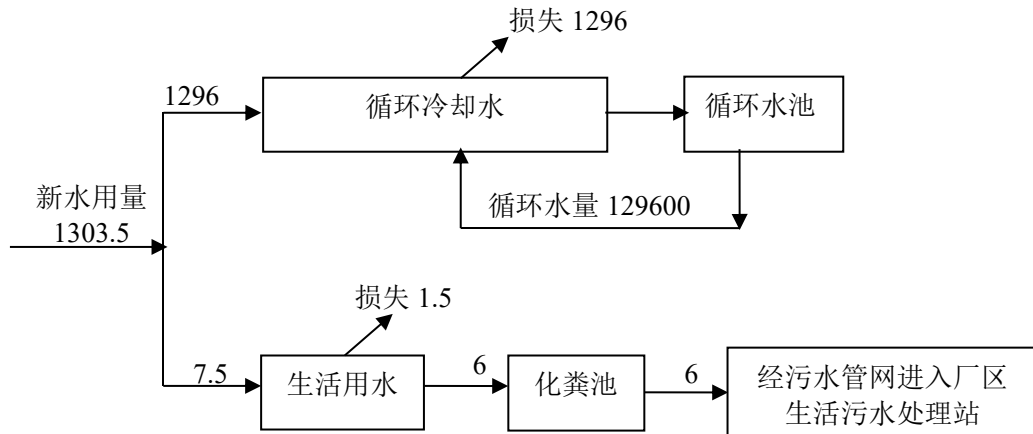 损失 1296
1296
循环冷却水
循环水池
新水用量
1303.5
循环水量 129600
损失 1.5
7.5
生活用水
6
化粪池
6
经污水管网进入厂区
生活污水处理站